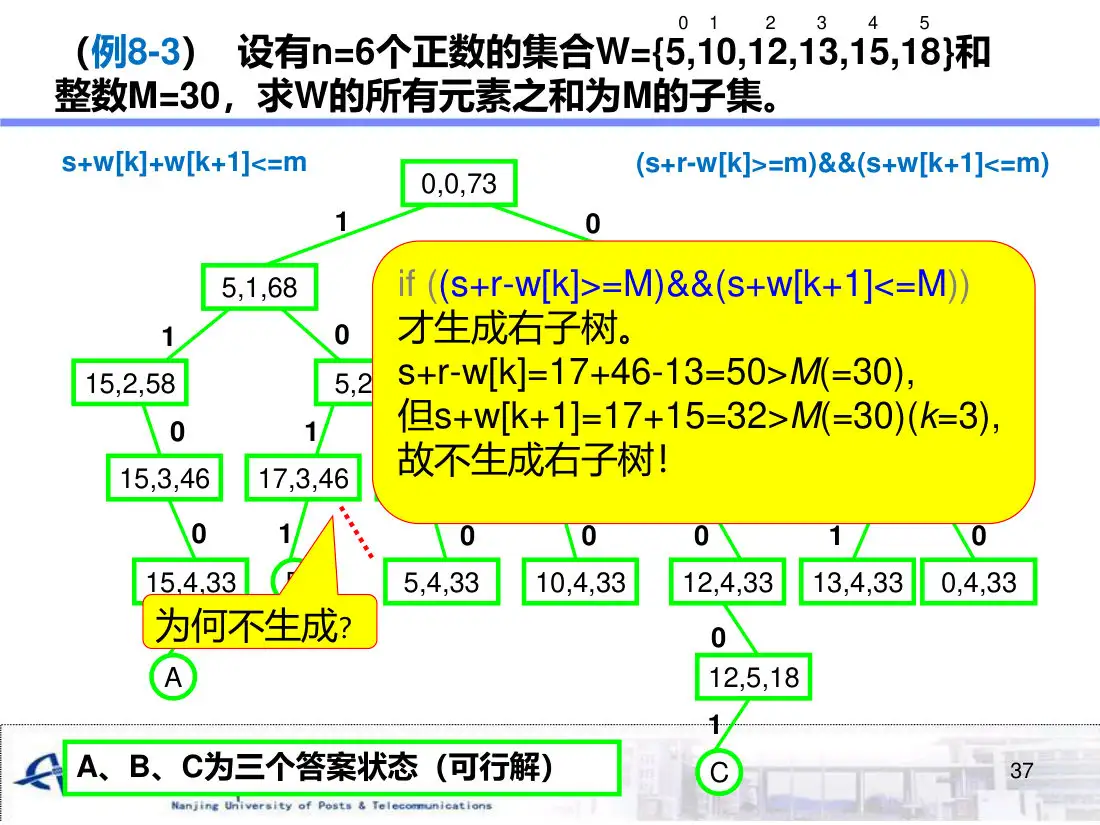 0 1 2 3 4 5
（例8-3） 设有n=6个正数的集合W={5,10,12,13,15,18}和
整数M=30，求W的所有元素之和为M的子集。
s+w[k]+w[k+1]<=m
(s+r-w[k]>=m)&&(s+w[k+1]<=m)
0,0,73
1 0
5,1,68
if ((s+r-w[k]>=M)&&(s+w[k+1]<=M))
才生成右子树。
s+r-w[k]=17+46-13=50>M(=30),
但s+w[k+1]=17+15=32>M(=30)(k=3),
故不生成右子树！
1 0
15,2,58 5,2
0 1
15,3,46 17,3,46
0 1 0 0 0 1 0
15,4,33 5,4,33 10,4,33 12,4,33 13,4,33 0,4,33
为何不生成?
0
A 12,5,18
1
C
A、B、C为三个答案状态（可行解）
37
Nanjing University of Posts & Telecommunications